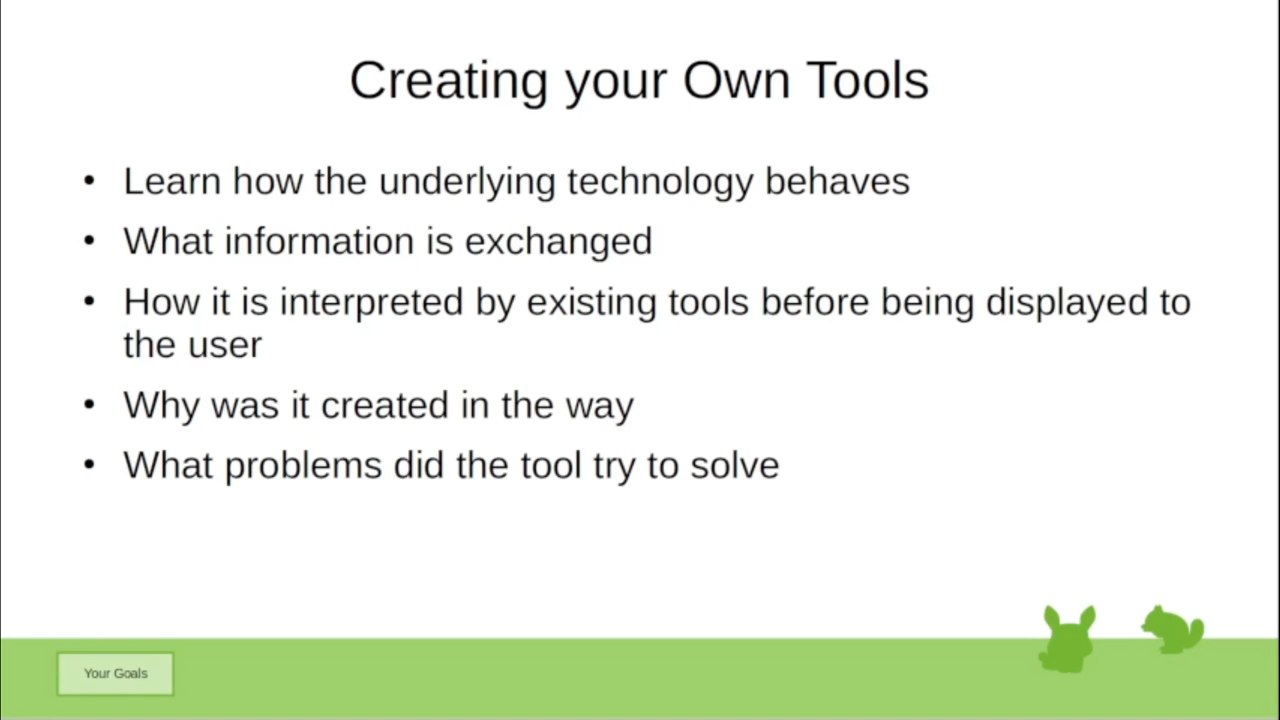 Creating your Own Tools
• Learn how the underlying technology behaves
• What information is exchanged
• How it is interpreted by existing tools before being displayed to
the user
• Why was it created in the way
• What problems did the tool try to solve
Your Goals